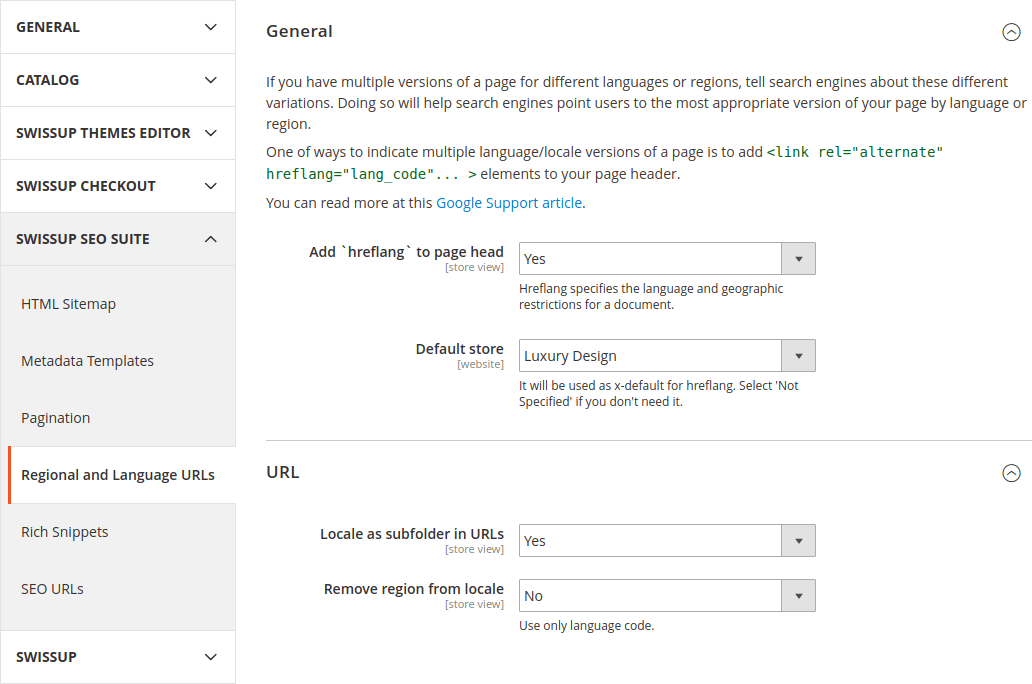 GENERAL
CATALOG
SWISSUP THEMES EDITOR
SWISSUP CHECKOUT
SWISSUP SEO SUITE
HTML Sitemap
Metadata Templates
Pagination
Regional and Language URLs
Rich Snippets
SEO URLs
SWISSUP
General
If you have multiple versions of a page for different languages or regions, tell search engines about these different
variations. Doing so will help search engines point users to the most appropriate version of your page by language or
region.
One of ways to indicate multiple language/locale versions of a page is to add <link rel="alternate"
hreflang="lang_code"... > elements to your page header.
You can read more at this Google Support article.
Add `hreflang` to page head
[store view]
Yes
Hreflang specifies the language and geographic
restrictions for a document.
Default store
[website]
Luxury Design
It will be used as x-default for hreflang. Select 'Not
Specified' if you don't need it.
URL
Locale as subfolder in URLs
[store view]
Yes
Remove region from locale
[store view]
No
Use only language code.